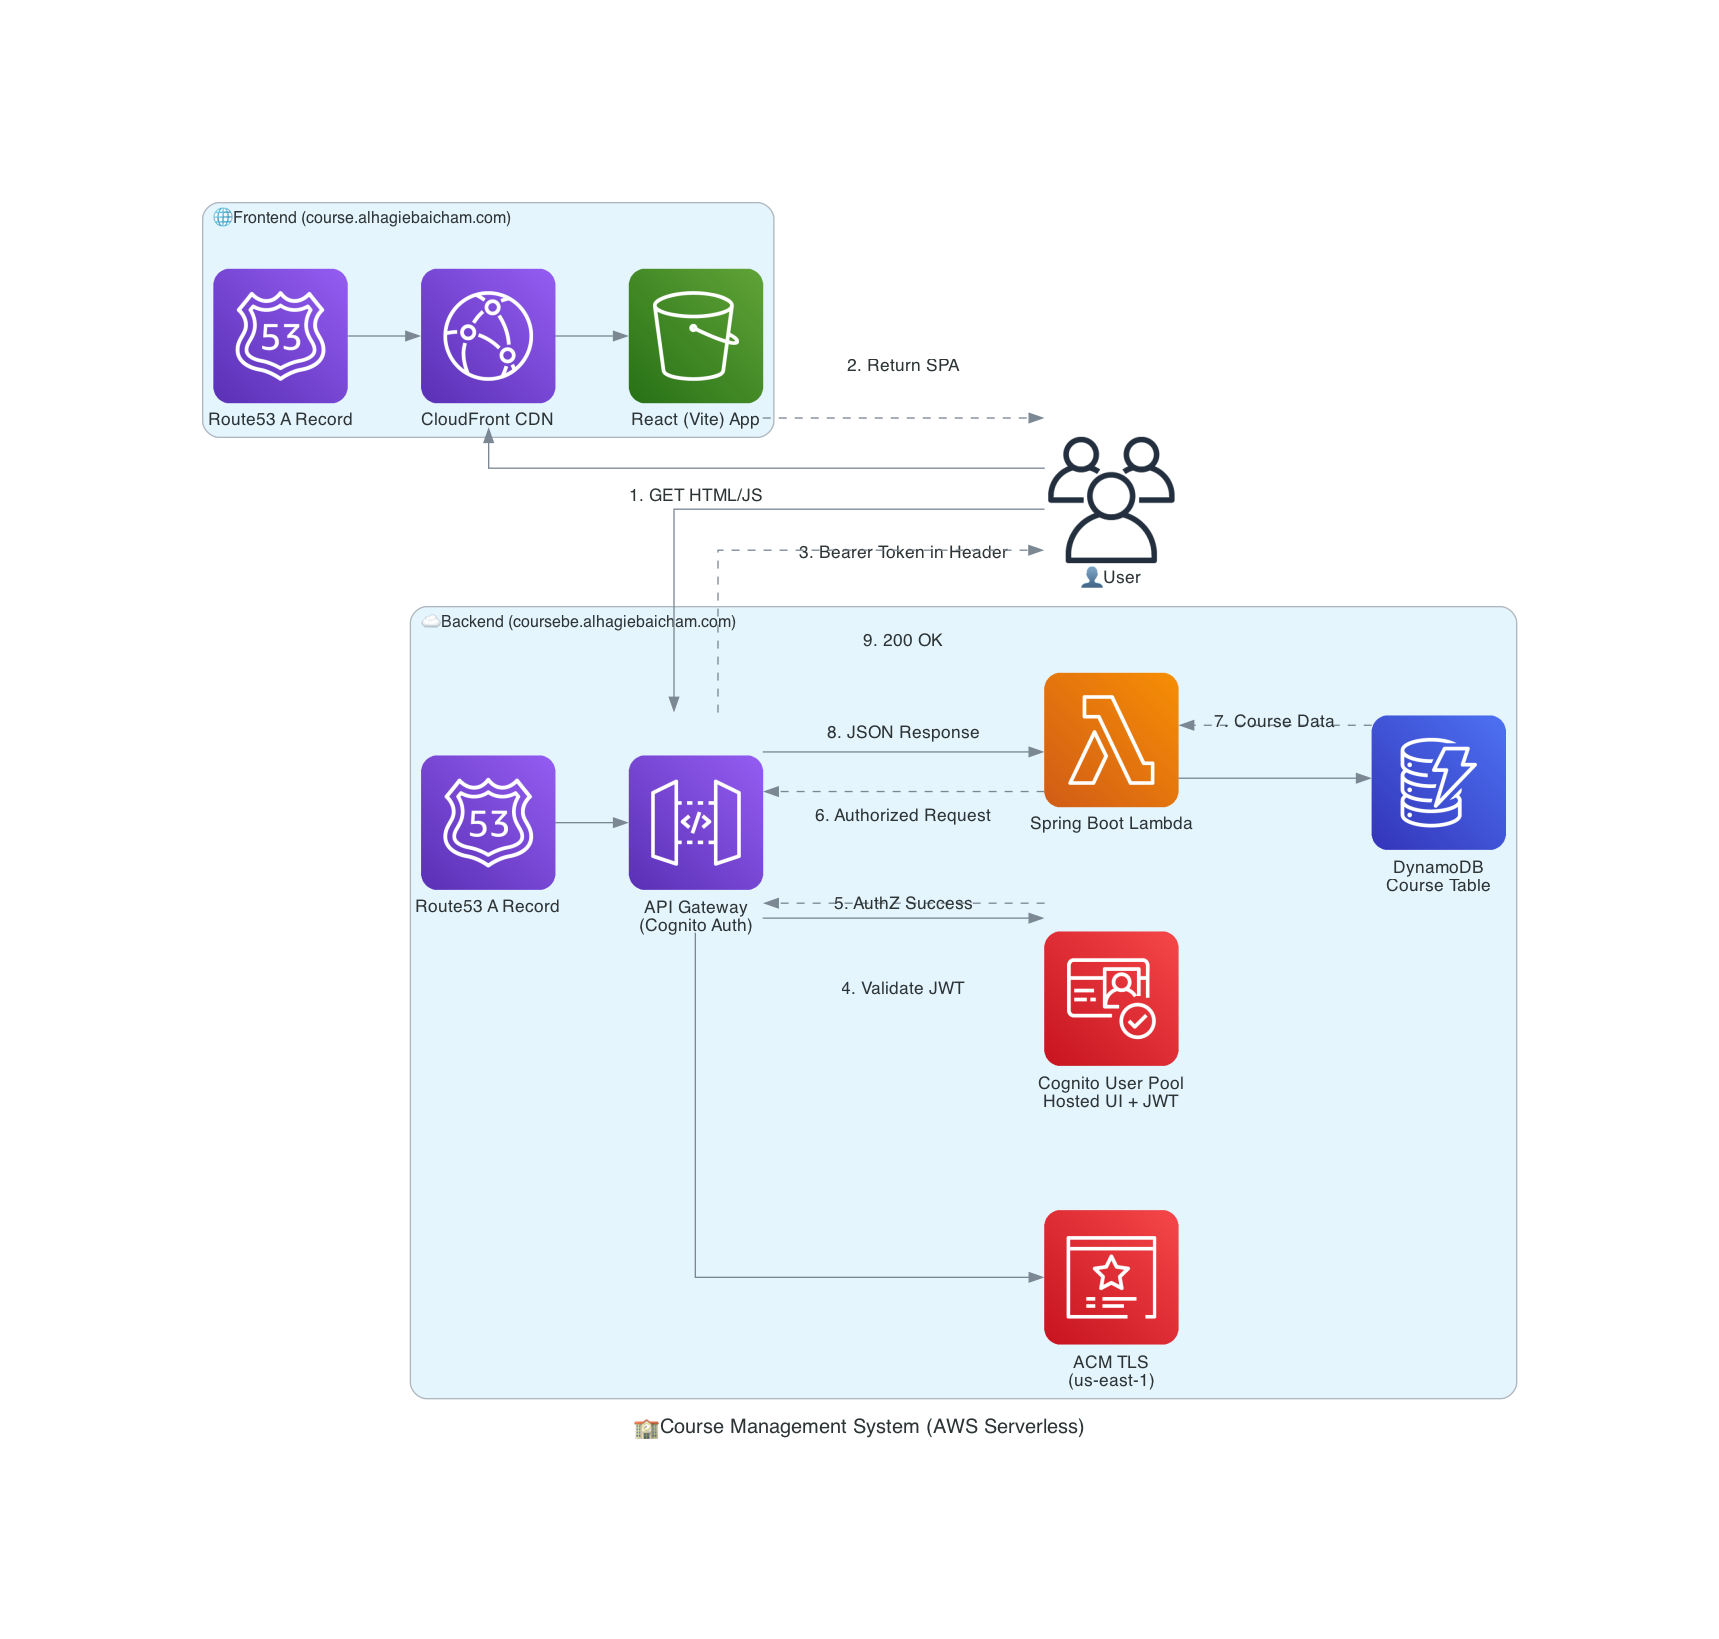 🌐Frontend (course.alhagiebaicham.com)
53
Route53 A Record
CloudFront CDN
React (Vite) App
2. Return SPA
1. GET HTML/JS
3. Bearer Token in Header
👤User
☁️Backend (coursebe.alhagiebaicham.com)
9. 200 OK
8. JSON Response
7. Course Data
6. Authorized Request
Spring Boot Lambda
53
Route53 A Record
</>
API Gateway
(Cognito Auth)
DynamoDB
Course Table
5. AuthZ Success
4. Validate JWT
Cognito User Pool
Hosted UI + JWT
ACM TLS
(us-east-1)
🏫Course Management System (AWS Serverless)